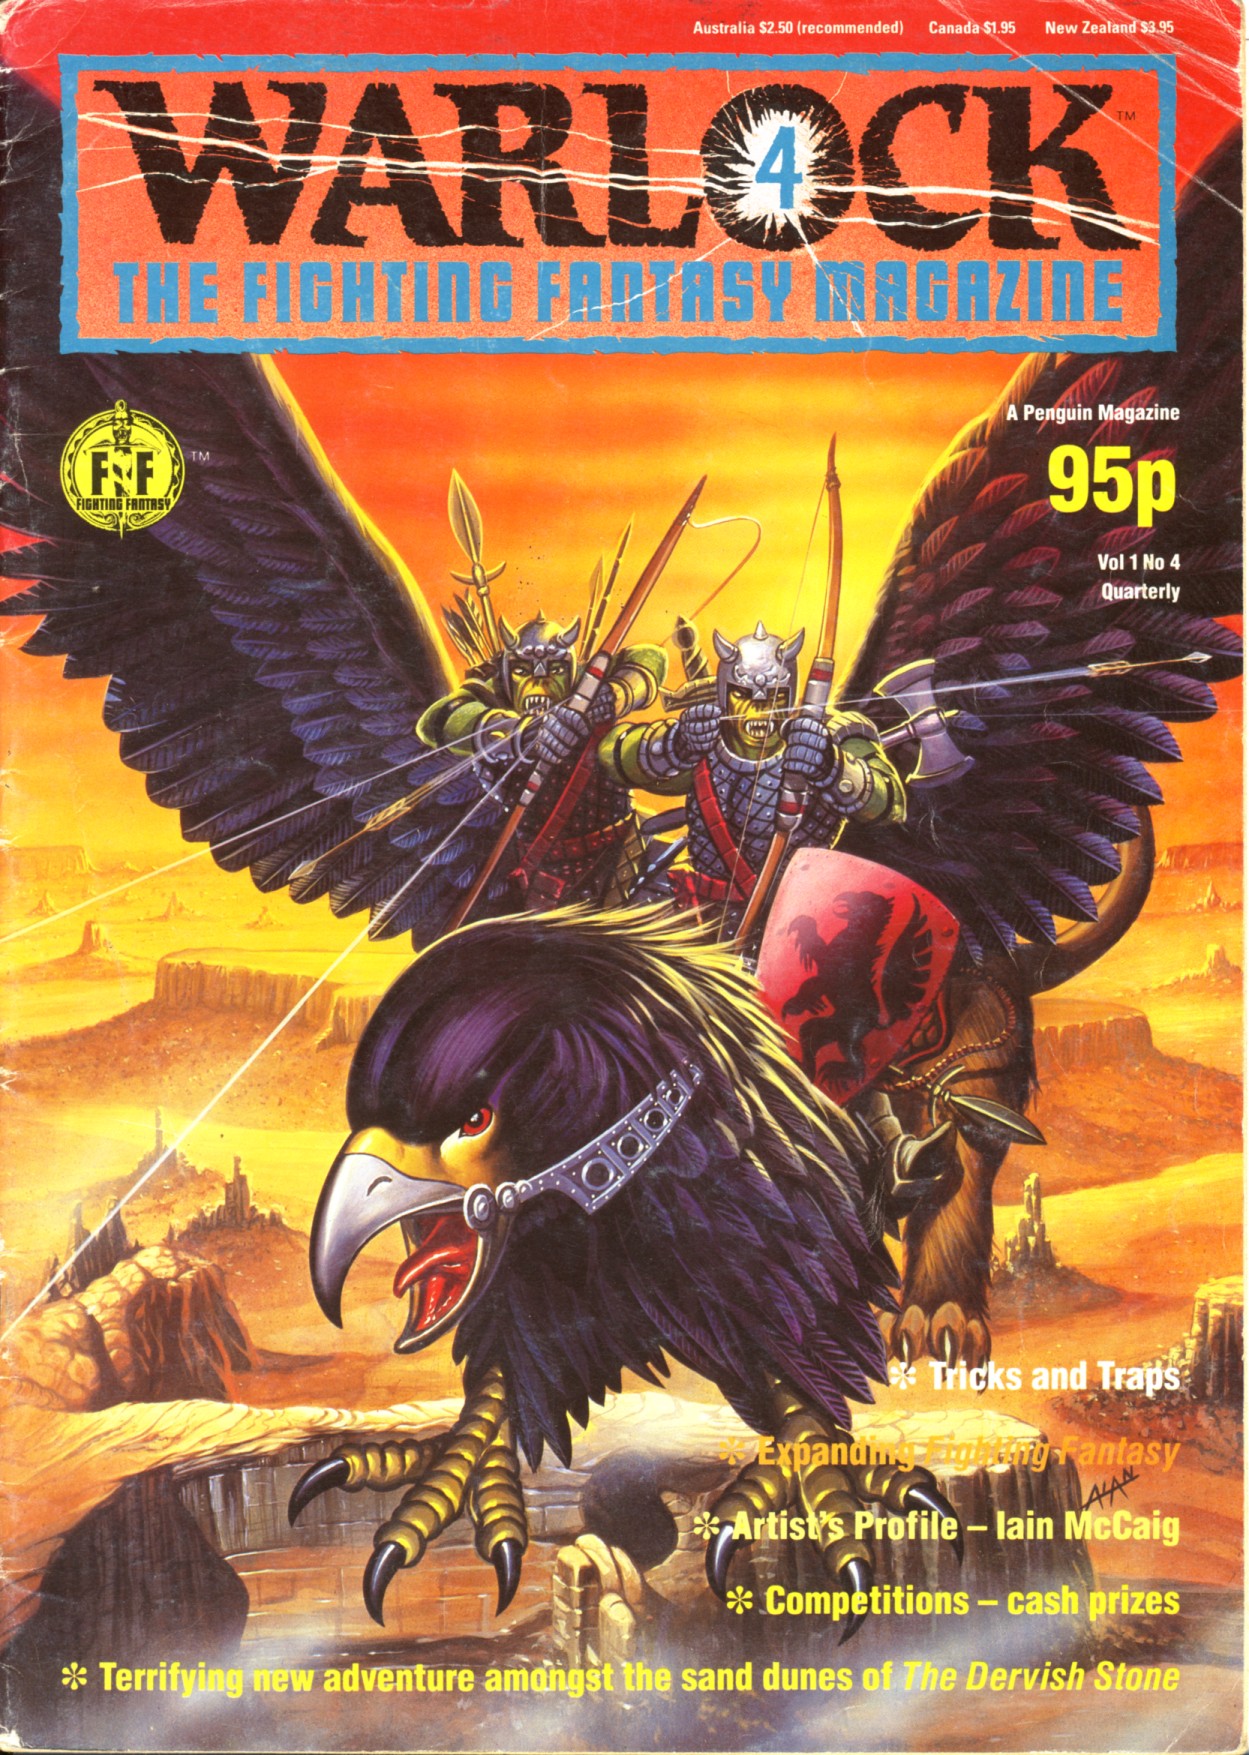 Australia $2.50 (recommended) Canada $1.95 New Zealand $3.95
WARLOCK ™
4
THE FIGHTING FANTASY MAGAZINE
A Penguin Magazine
95p
FF ™
FIGHTING FANTASY
Vol 1 No 4
Quarterly
* Tricks and Traps
* Expanding Fighting Fantasy
ALAN
* Artist's Profile – Iain McCaig
* Competitions – cash prizes
* Terrifying new adventure amongst the sand dunes of The Dervish Stone